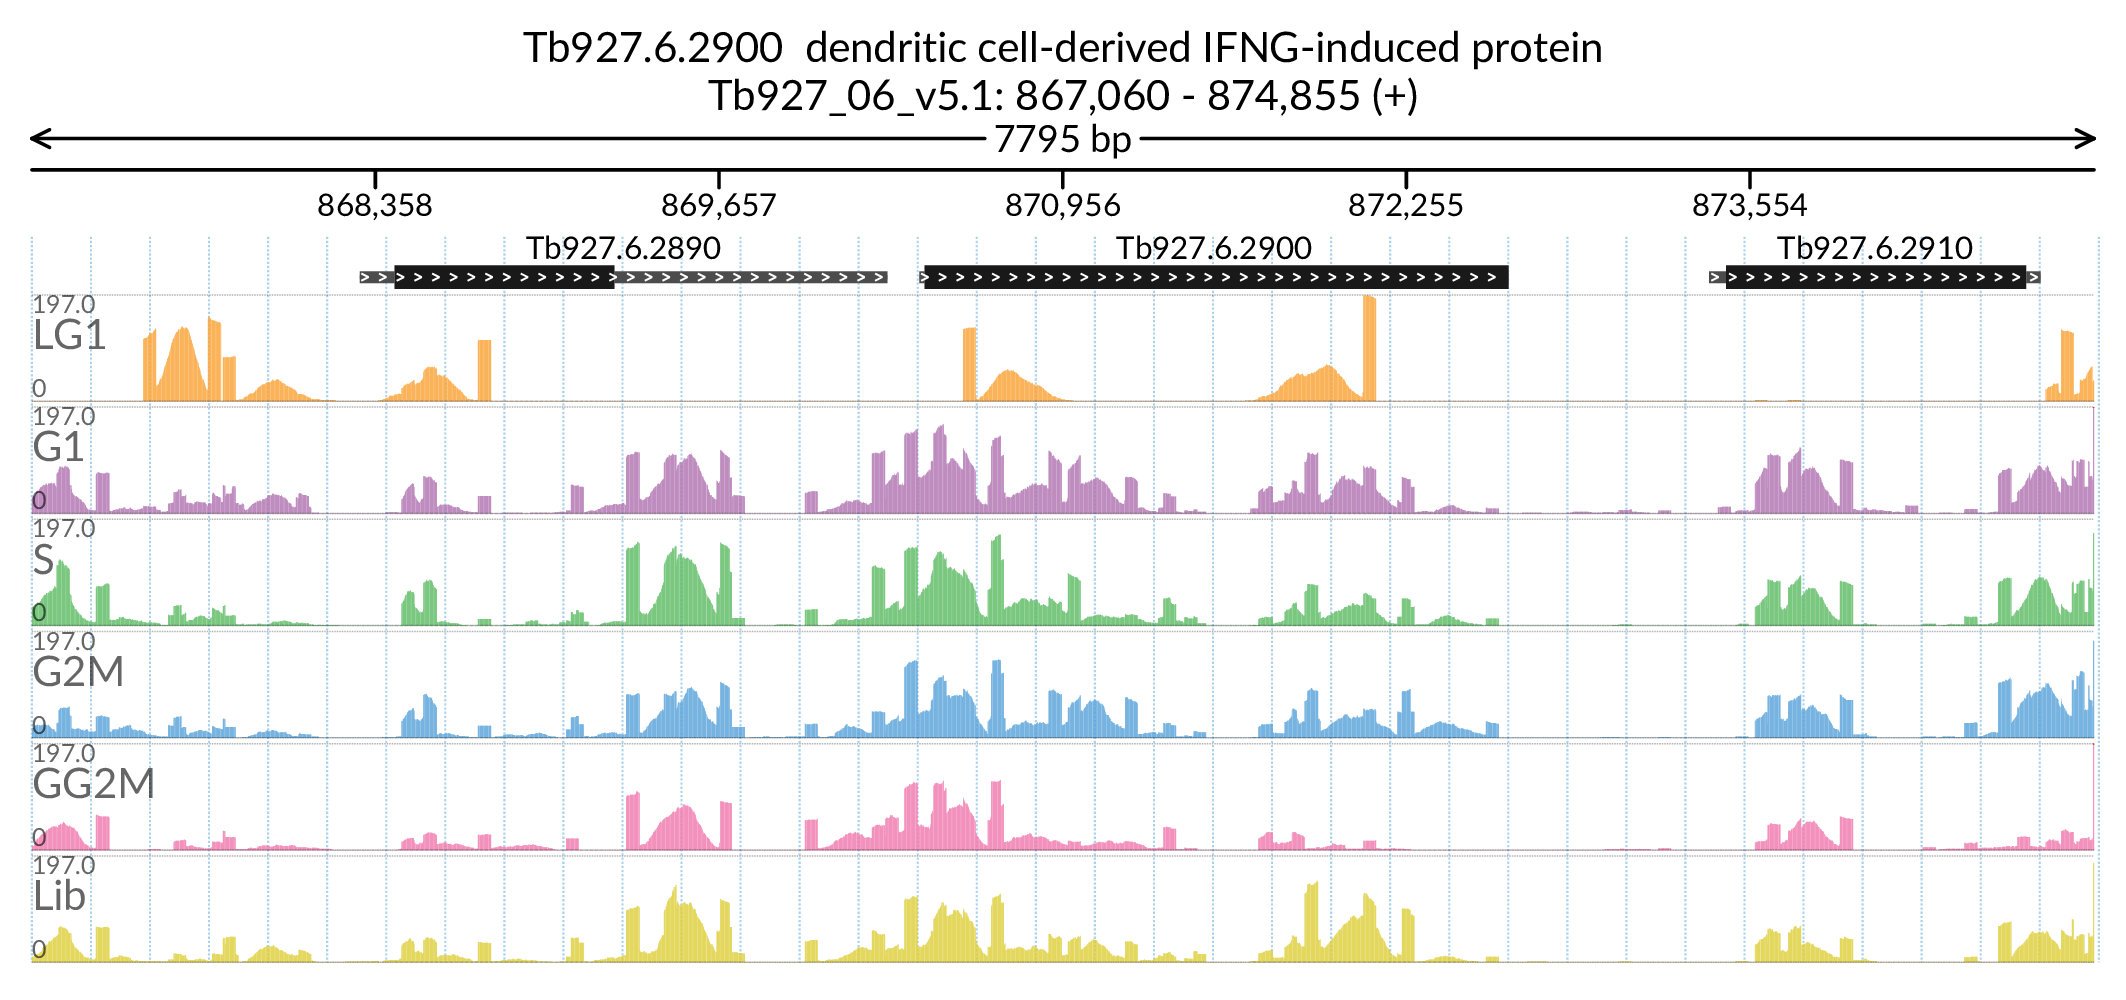 Tb927.6.2900  dendritic cell-derived IFNG-induced protein
Tb927_06_v5.1: 867,060 - 874,855 (+)
7795 bp
868,358 869,657 870,956 872,255 873,554
Tb927.6.2890 Tb927.6.2900 Tb927.6.2910
197.0
LG1
0
197.0
G1
0
197.0
S
0
197.0
G2M
0
197.0
GG2M
0
197.0
Lib
0